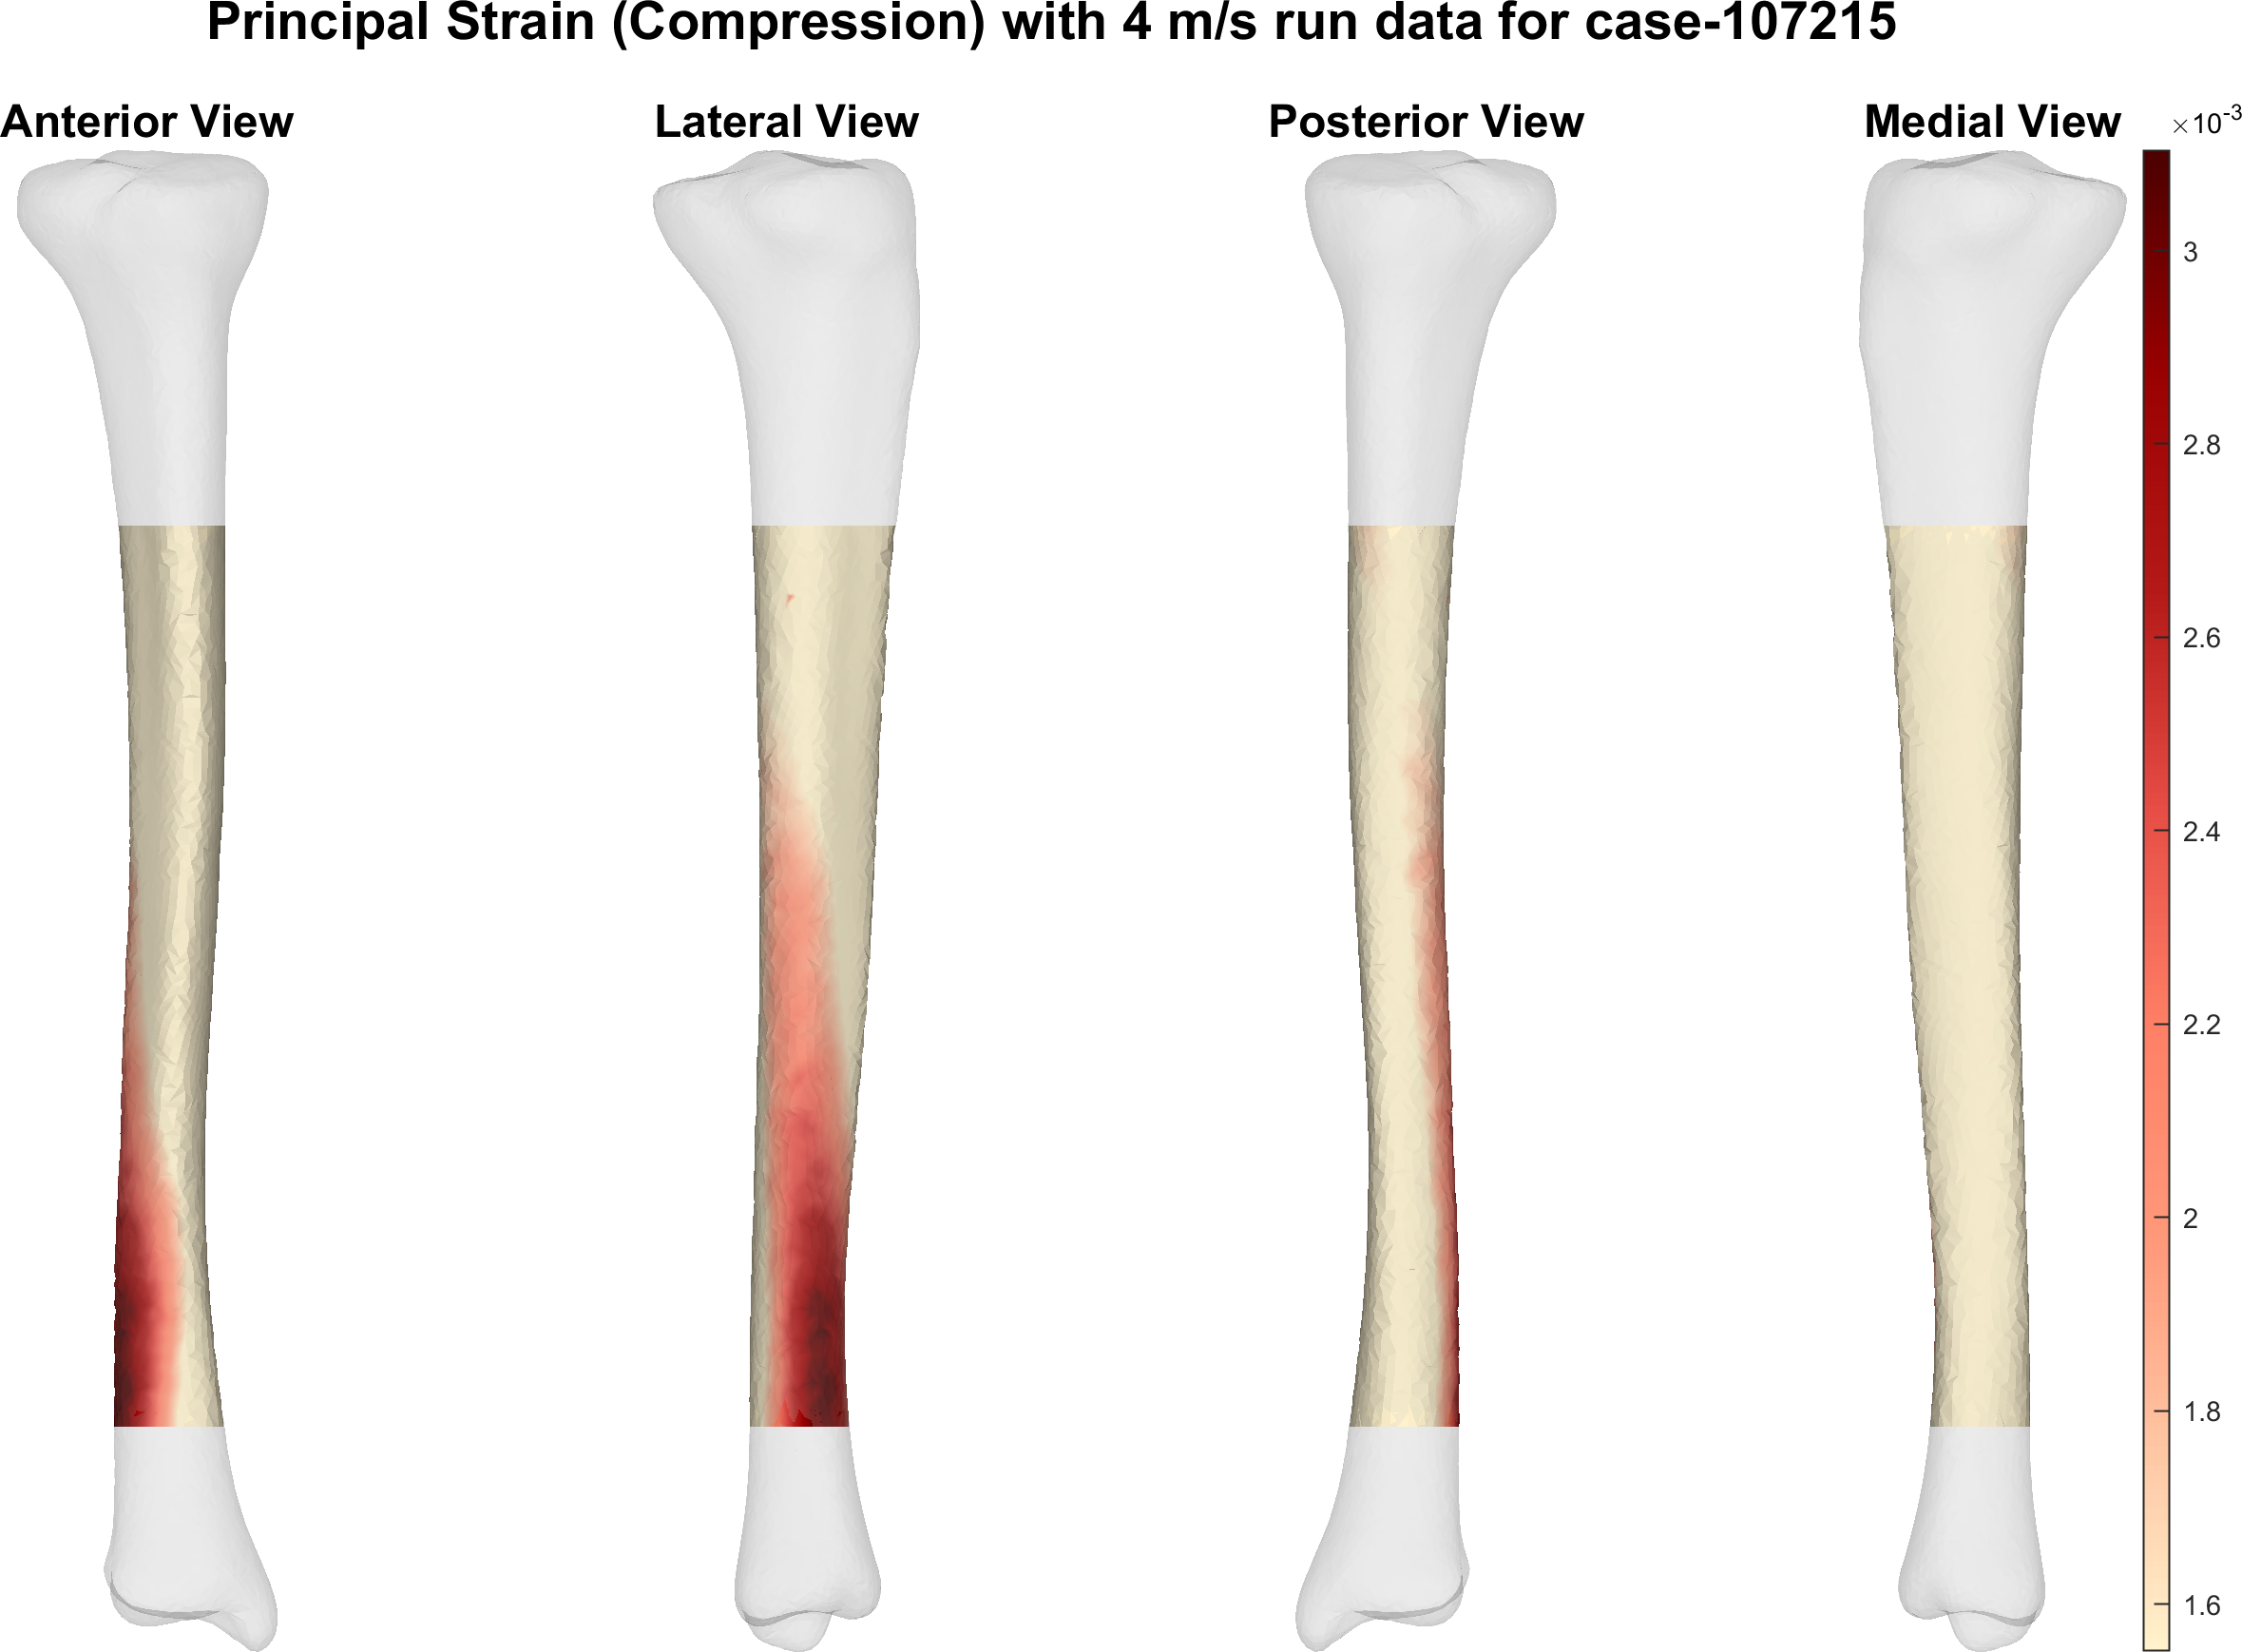 Principal Strain (Compression) with 4 m/s run data for case-107215
Anterior View
Lateral View
Posterior View
Medial View
×10-3
3
2.8
2.6
2.4
2.2
2
1.8
1.6